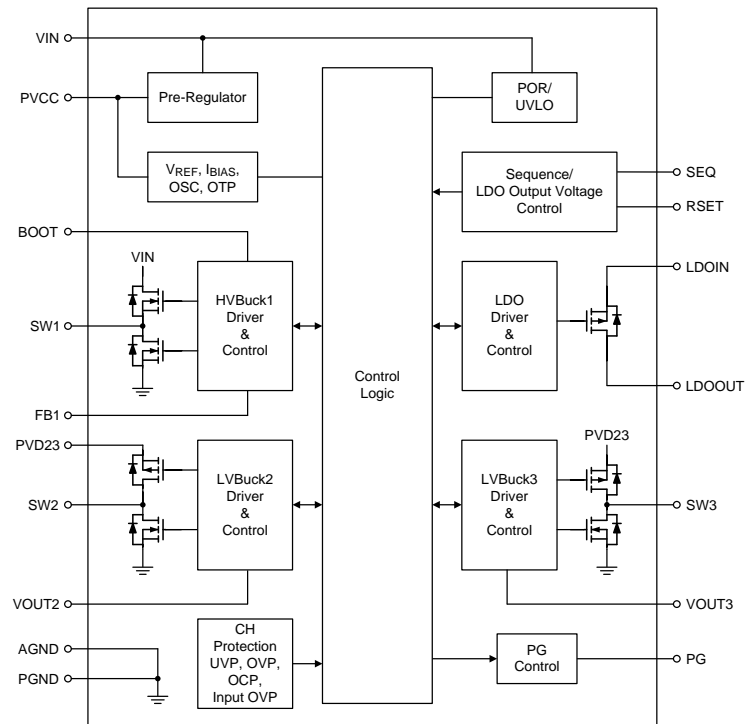 VIN
PVCC
Pre-Regulator
POR/
UVLO
VREF, IBIAS,
OSC, OTP
Sequence/
LDO Output Voltage
Control
SEQ
RSET
BOOT
VIN
SW1
FB1
HVBuck1
Driver
&
Control
Control
Logic
LDO
Driver
&
Control
LDOIN
LDOOUT
PVD23
SW2
VOUT2
LVBuck2
Driver
&
Control
LVBuck3
Driver
&
Control
PVD23
SW3
VOUT3
AGND
PGND
CH
Protection
UVP, OVP,
OCP,
Input OVP
PG
Control
PG